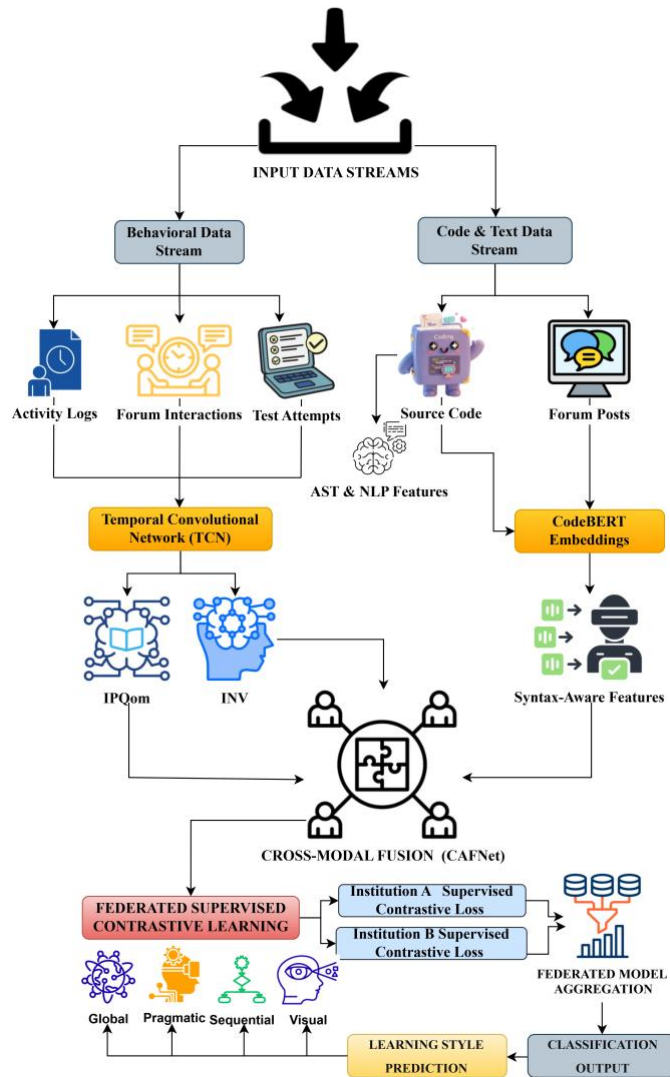 INPUT DATA STREAMS
Behavioral Data
Stream
Code & Text Data
Stream
Activity Logs
Forum Interactions
Test Attempts
Source Code
Forum Posts
AST & NLP Features
Temporal Convolutional
Network (TCN)
CodeBERT
Embeddings
IPQom
INV
Syntax-Aware Features
CROSS-MODAL FUSION (CAFNet)
FEDERATED SUPERVISED
CONTRASTIVE LEARNING
Institution A Supervised
Contrastive Loss
Institution B Supervised
Contrastive Loss
FEDERATED MODEL
AGGREGATION
Global
Pragmatic
Sequential
Visual
LEARNING STYLE
PREDICTION
CLASSIFICATION
OUTPUT